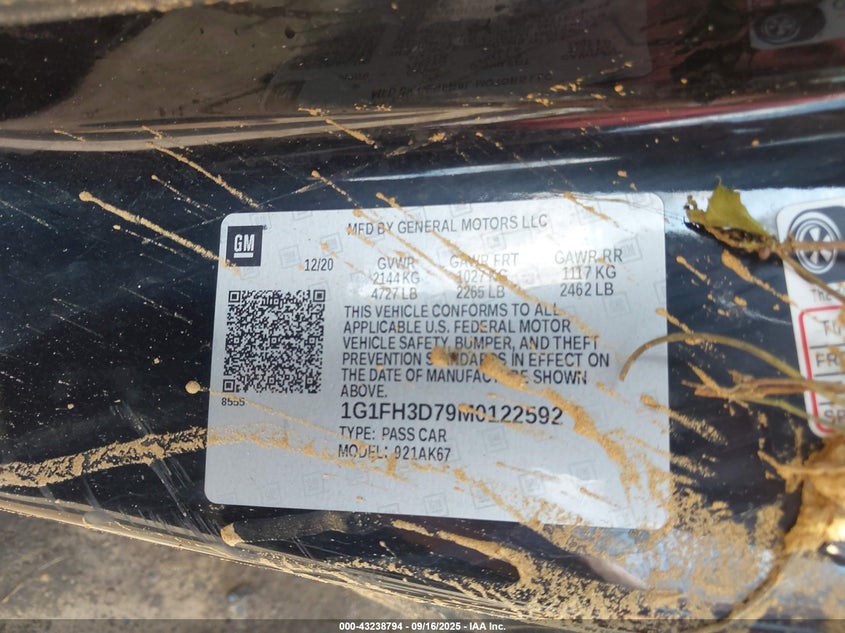 GM
MFD BY GENERAL MOTORS LLC
12/20 GVWR GAWR FRT GAWR RR
2144 KG 1027 KG 1117 KG
4727 LB 2265 LB 2462 LB
THIS VEHICLE CONFORMS TO ALL
APPLICABLE U.S. FEDERAL MOTOR
VEHICLE SAFETY, BUMPER, AND THEFT
PREVENTION STANDARDS IN EFFECT ON
THE DATE OF MANUFACTURE SHOWN
ABOVE.
855S
1G1FH3D79M0122592
TYPE: PASS CAR
MODEL: 921AK67
000-43238794 - 09/16/2025 - IAA Inc.